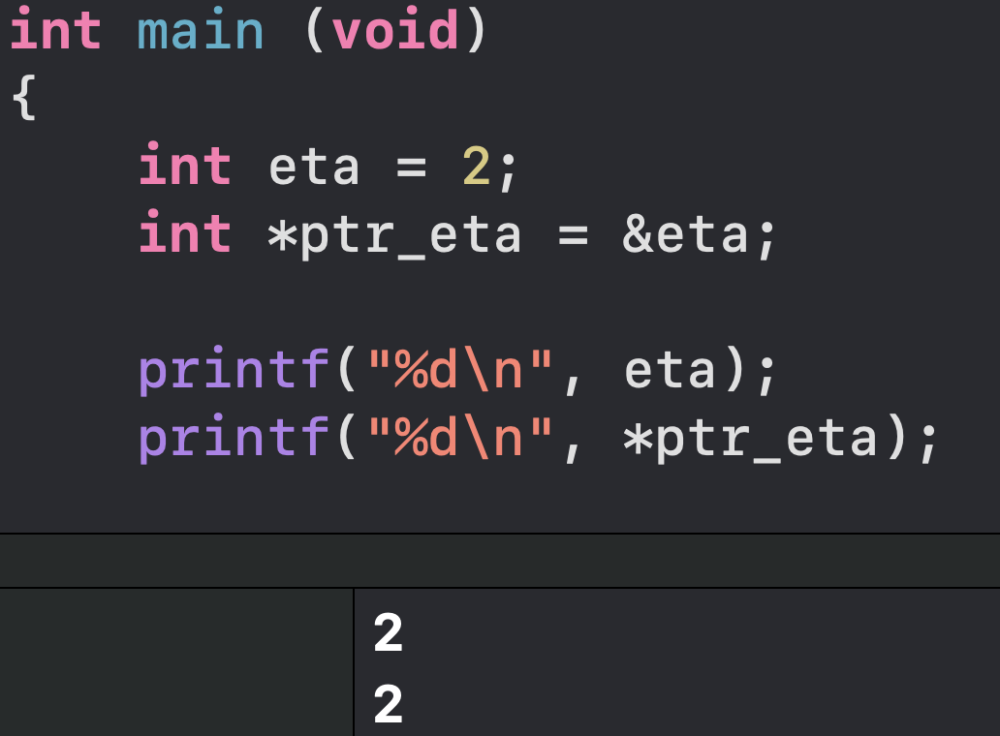 int main (void)
{
    int eta = 2;
    int *ptr_eta = &eta;

    printf("%d\n", eta);
    printf("%d\n", *ptr_eta);
2
2